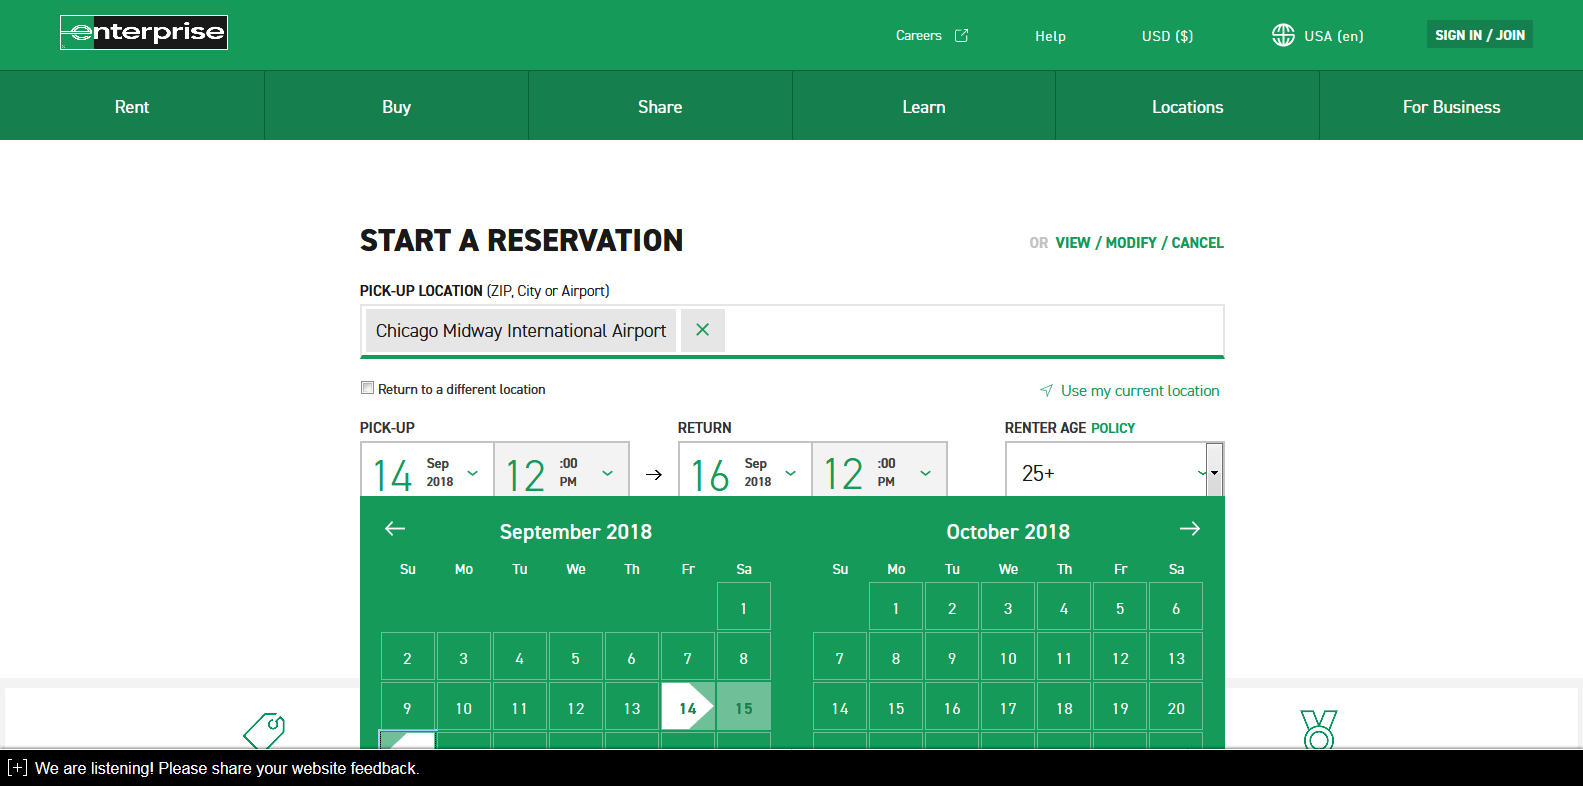 enterprise
Careers
Help
USD ($)
USA (en)
SIGN IN / JOIN
Rent
Buy
Share
Learn
Locations
For Business
START A RESERVATION
OR VIEW / MODIFY / CANCEL
PICK-UP LOCATION (ZIP, City or Airport)
Chicago Midway International Airport
Return to a different location
Use my current location
PICK-UP
RETURN
RENTER AGE POLICY
14 Sep 2018
12 :00 PM
16 Sep 2018
12 :00 PM
25+
September 2018
Su Mo Tu We Th Fr Sa
1
2 3 4 5 6 7 8
9 10 11 12 13 14 15
October 2018
Su Mo Tu We Th Fr Sa
1 2 3 4 5 6
7 8 9 10 11 12 13
14 15 16 17 18 19 20
[+] We are listening! Please share your website feedback.